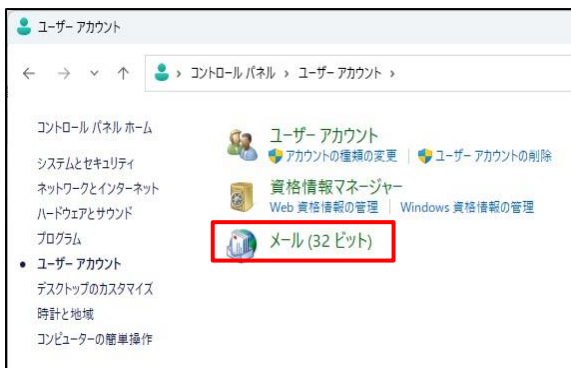 ユーザー アカウント
コントロール パネル › ユーザー アカウント ›
コントロール パネル ホーム
システムとセキュリティ
ネットワークとインターネット
ハードウェアとサウンド
プログラム
ユーザー アカウント
デスクトップのカスタマイズ
時計と地域
コンピューターの簡単操作
ユーザー アカウント
アカウントの種類の変更 | ユーザー アカウントの削除
資格情報マネージャー
Web 資格情報の管理 | Windows 資格情報の管理
メール (32 ビット)